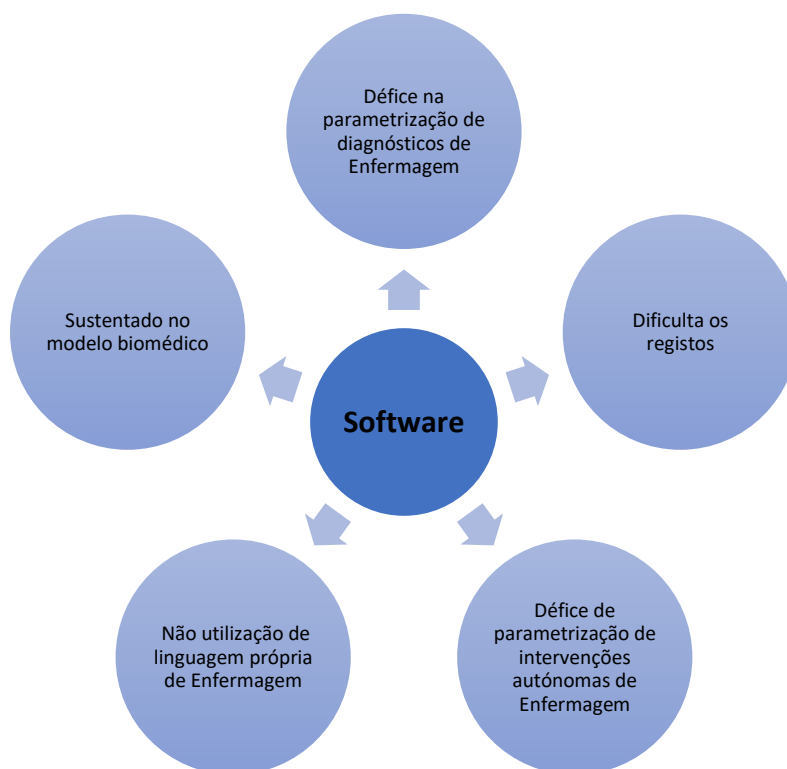 Défice na
parametrização de
diagnósticos de
Enfermagem
Sustentado no
modelo biomédico
Dificulta os
registos
Software
Não utilização de
linguagem própria
de Enfermagem
Défice de
parametrização de
intervenções
autónomas de
Enfermagem